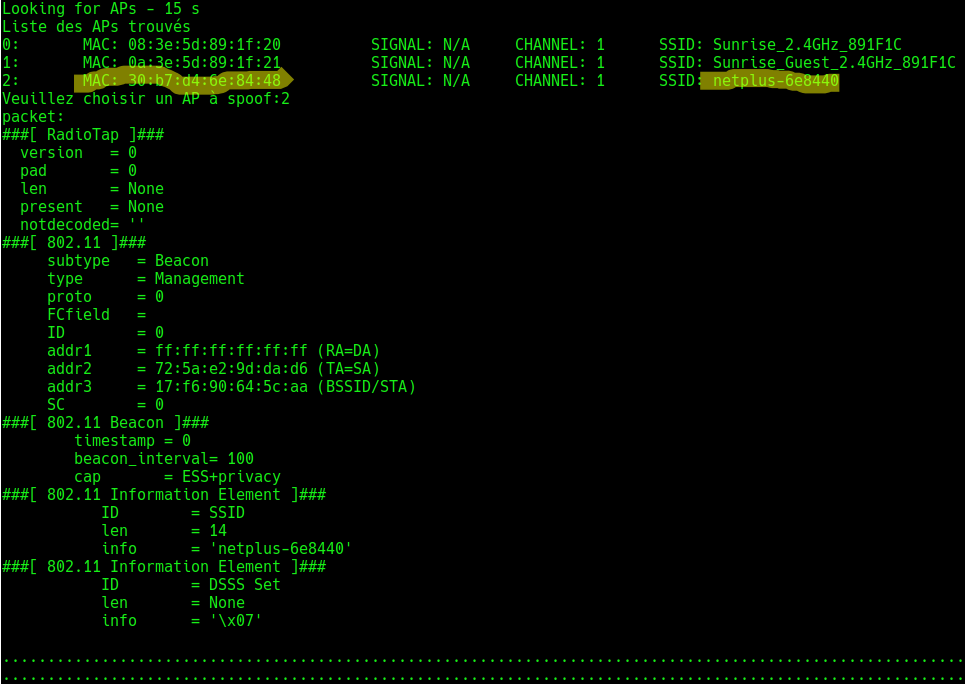 Looking for APs - 15 s
Liste des APs trouvés
0:       MAC: 08:3e:5d:89:1f:20          SIGNAL: N/A     CHANNEL: 1      SSID: Sunrise_2.4GHz_891F1C
1:       MAC: 0a:3e:5d:89:1f:21          SIGNAL: N/A     CHANNEL: 1      SSID: Sunrise_Guest_2.4GHz_891F1C
2:       MAC: 30:b7:d4:6e:84:48          SIGNAL: N/A     CHANNEL: 1      SSID: netplus-6e8440
Veuillez choisir un AP à spoof:2
packet:
###[ RadioTap ]###
  version   = 0
  pad       = 0
  len       = None
  present   = None
  notdecoded= ''
###[ 802.11 ]###
     subtype   = Beacon
     type      = Management
     proto     = 0
     FCfield   =
     ID        = 0
     addr1     = ff:ff:ff:ff:ff:ff (RA=DA)
     addr2     = 72:5a:e2:9d:da:d6 (TA=SA)
     addr3     = 17:f6:90:64:5c:aa (BSSID/STA)
     SC        = 0
###[ 802.11 Beacon ]###
        timestamp = 0
        beacon_interval= 100
        cap       = ESS+privacy
###[ 802.11 Information Element ]###
           ID        = SSID
           len       = 14
           info      = 'netplus-6e8440'
###[ 802.11 Information Element ]###
           ID        = DSSS Set
           len       = None
           info      = '\x07'
...........................................................................................................
...........................................................................................................